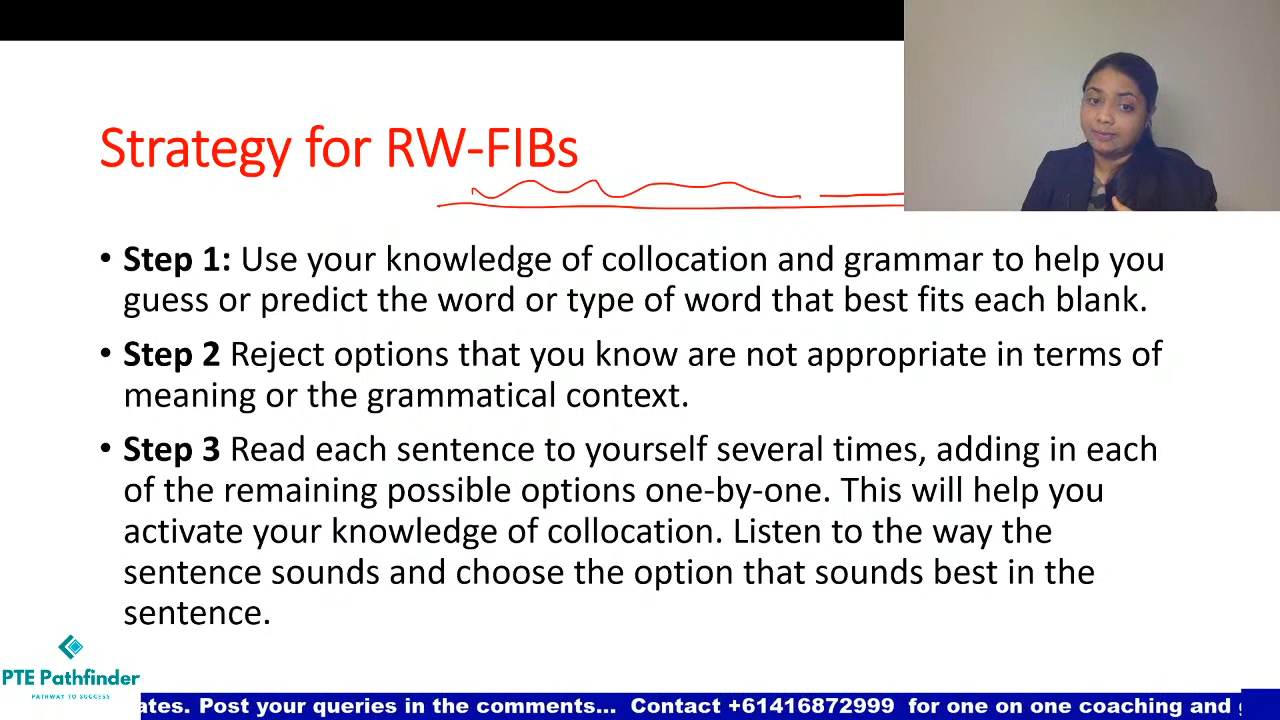 Strategy for RW-FIBs
• Step 1: Use your knowledge of collocation and grammar to help you
guess or predict the word or type of word that best fits each blank.
• Step 2 Reject options that you know are not appropriate in terms of
meaning or the grammatical context.
• Step 3 Read each sentence to yourself several times, adding in each
of the remaining possible options one-by-one. This will help you
activate your knowledge of collocation. Listen to the way the
sentence sounds and choose the option that sounds best in the
sentence.
PTE Pathfinder
PATHWAY TO SUCCESS
ates. Post your queries in the comments... Contact +61416872999 for one on one coaching and